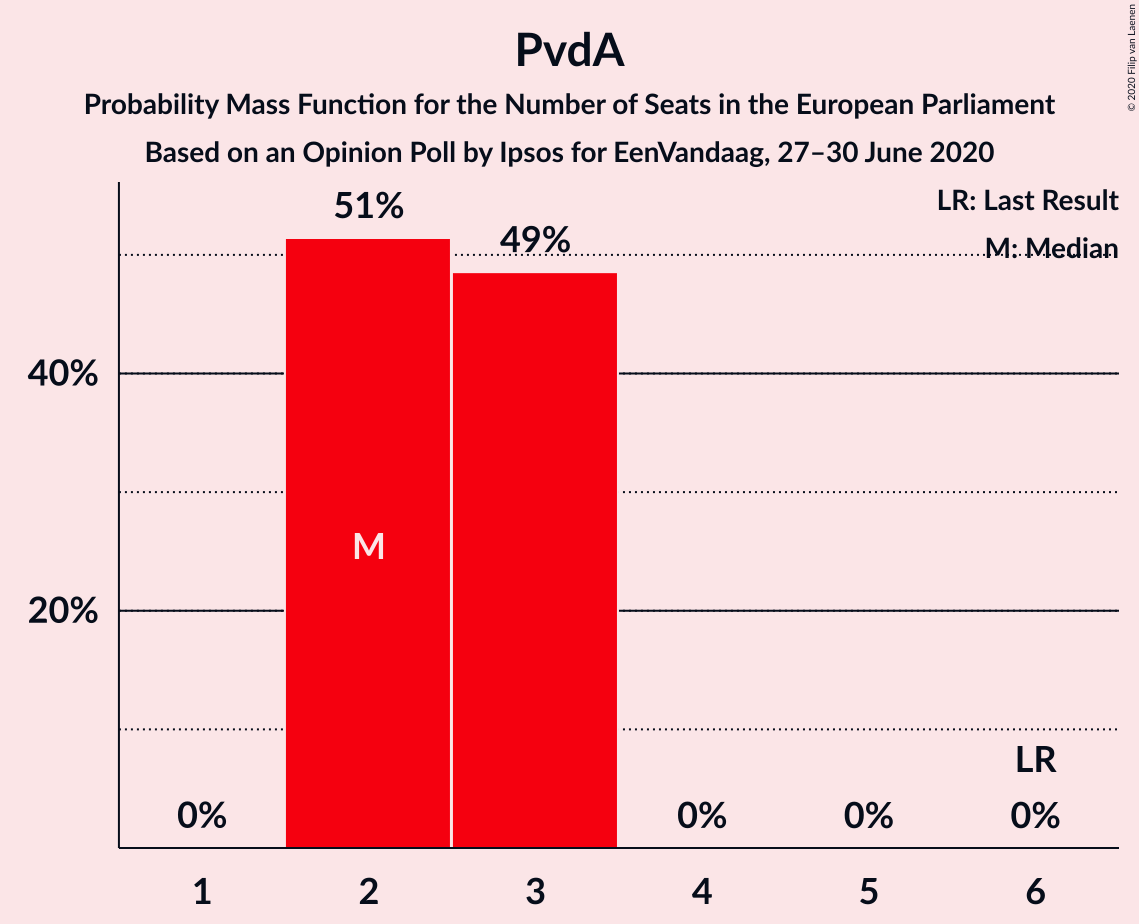 PvdA
Probability Mass Function for the Number of Seats in the European Parliament
Based on an Opinion Poll by Ipsos for EenVandaag, 27–30 June 2020
© 2020 Filip van Laenen
LR: Last Result
M: Median
51%
49%
40%
20%
M
LR
0%
0%
0%
0%
1
2
3
4
5
6